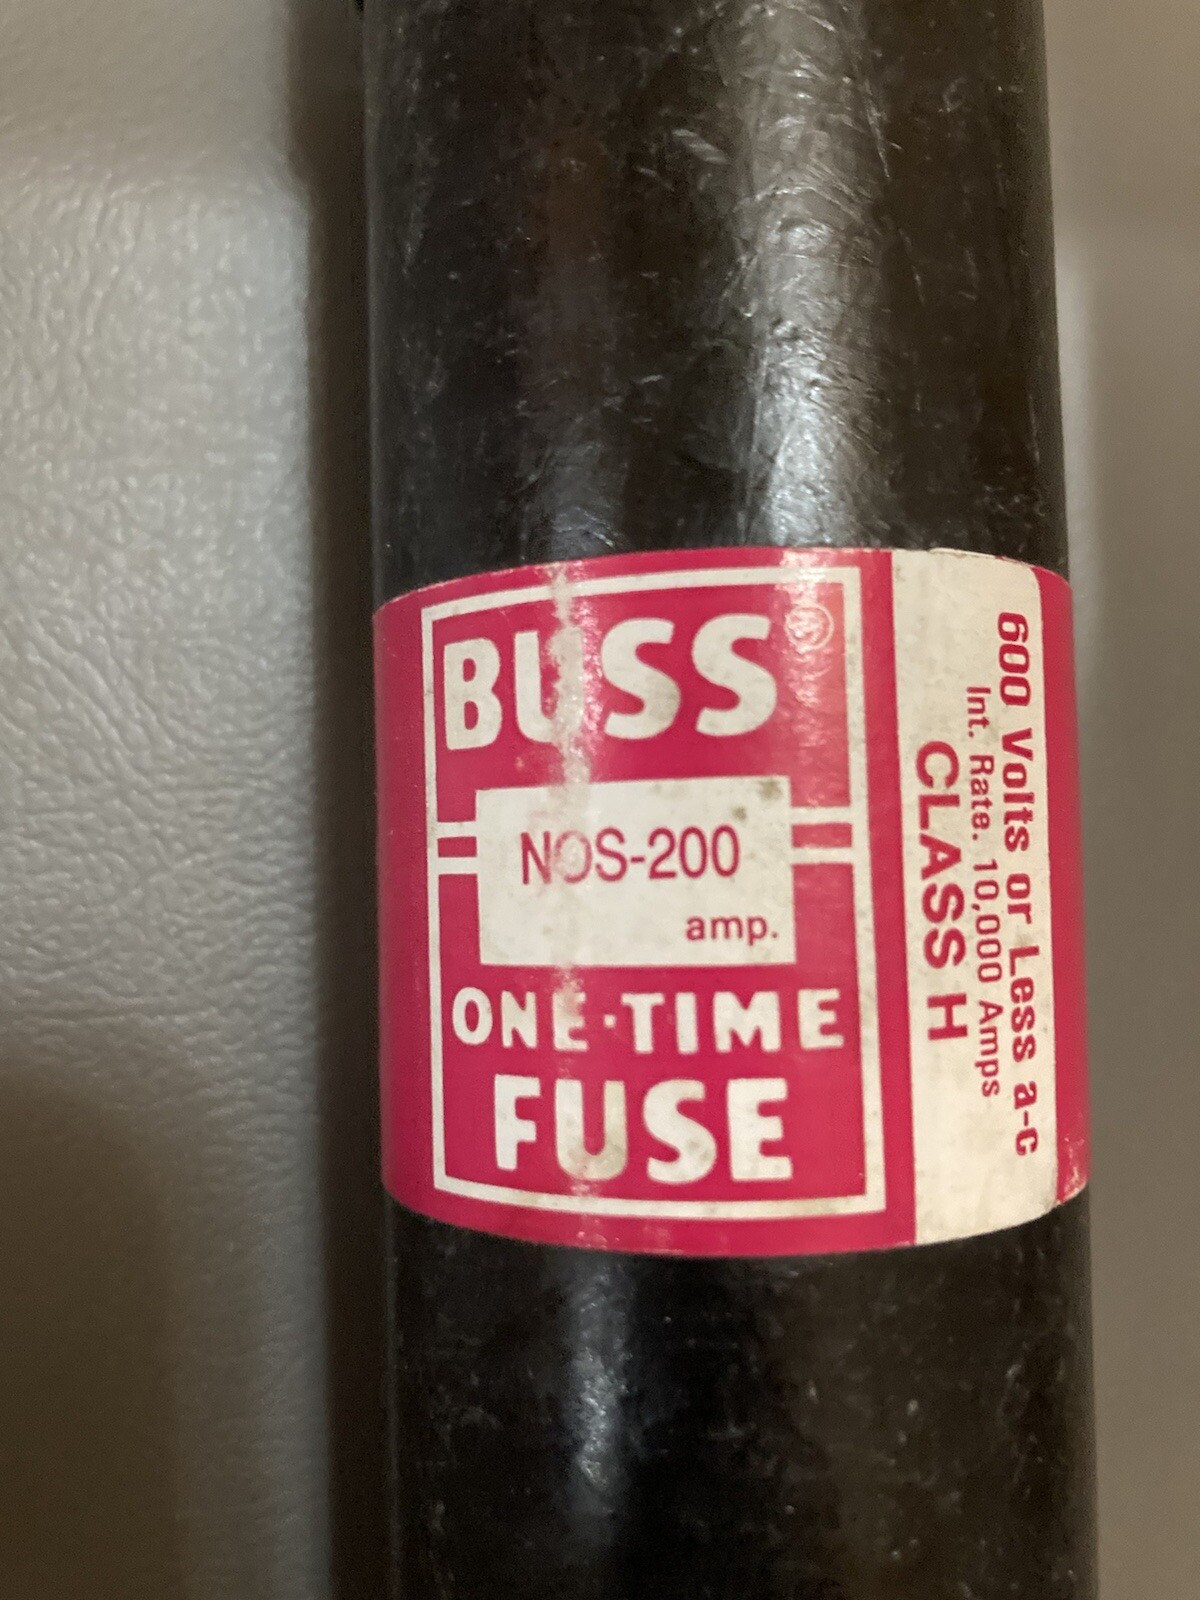 BUSS®
NOS-200
amp.
ONE·TIME
FUSE
600 Volts or Less a-c
Int. Rate. 10,000 Amps
CLASS H